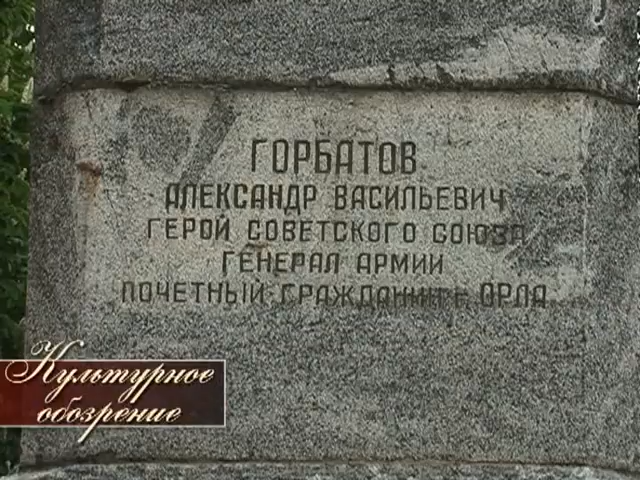 ГОРБАТОВ
АЛЕКСАНДР ВАСИЛЬЕВИЧ
ГЕРОЙ СОВЕТСКОГО СОЮЗА
ГЕНЕРАЛ АРМИИ
ПОЧЕТНЫЙ ГРАЖДАНИН Г. ОРЛА
Культурное
обозрение